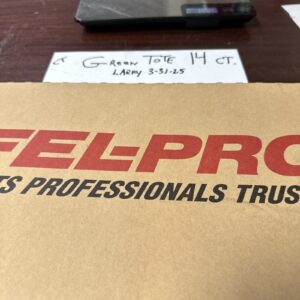 Green Tote 14 ct.
Larry 3-31-25
FEL-PRO
TS PROFESSIONALS TRUS